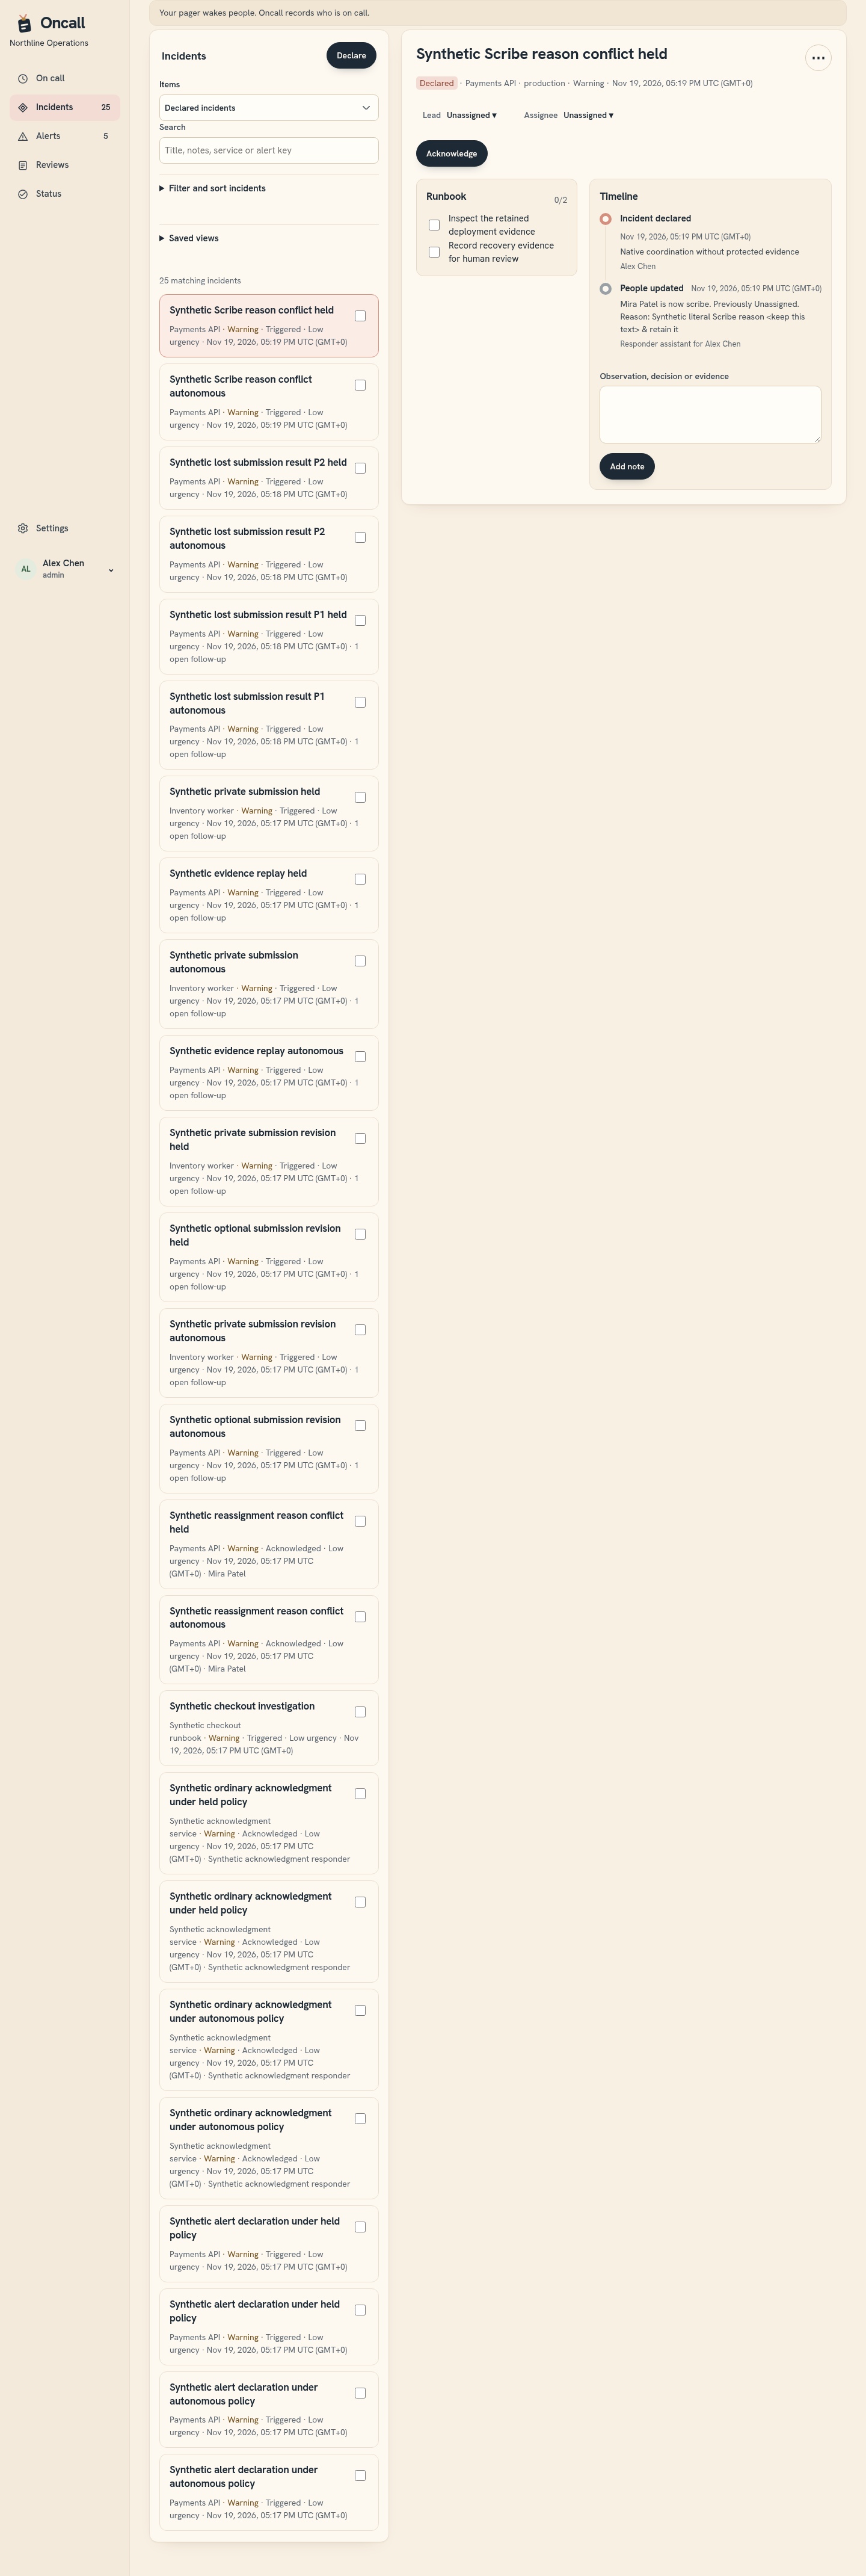 Oncall
Northline Operations
On call
Incidents 25
Alerts 5
Reviews
Status
Settings
AL
Alex Chen
admin
Your pager wakes people. Oncall records who is on call.
Incidents
Declare
Items
Declared incidents
Search
Title, notes, service or alert key
Filter and sort incidents
Saved views
25 matching incidents
Synthetic Scribe reason conflict held
Payments API · Warning · Triggered · Low
urgency · Nov 19, 2026, 05:19 PM UTC (GMT+0)
Synthetic Scribe reason conflict
autonomous
Payments API · Warning · Triggered · Low
urgency · Nov 19, 2026, 05:19 PM UTC (GMT+0)
Synthetic lost submission result P2 held
Payments API · Warning · Triggered · Low
urgency · Nov 19, 2026, 05:18 PM UTC (GMT+0)
Synthetic lost submission result P2
autonomous
Payments API · Warning · Triggered · Low
urgency · Nov 19, 2026, 05:18 PM UTC (GMT+0)
Synthetic lost submission result P1 held
Payments API · Warning · Triggered · Low
urgency · Nov 19, 2026, 05:18 PM UTC (GMT+0) · 1
open follow-up
Synthetic lost submission result P1
autonomous
Payments API · Warning · Triggered · Low
urgency · Nov 19, 2026, 05:18 PM UTC (GMT+0) · 1
open follow-up
Synthetic private submission held
Inventory worker · Warning · Triggered · Low
urgency · Nov 19, 2026, 05:17 PM UTC (GMT+0) · 1
open follow-up
Synthetic evidence replay held
Payments API · Warning · Triggered · Low
urgency · Nov 19, 2026, 05:17 PM UTC (GMT+0) · 1
open follow-up
Synthetic private submission
autonomous
Inventory worker · Warning · Triggered · Low
urgency · Nov 19, 2026, 05:17 PM UTC (GMT+0) · 1
open follow-up
Synthetic evidence replay autonomous
Payments API · Warning · Triggered · Low
urgency · Nov 19, 2026, 05:17 PM UTC (GMT+0) · 1
open follow-up
Synthetic private submission revision
held
Inventory worker · Warning · Triggered · Low
urgency · Nov 19, 2026, 05:17 PM UTC (GMT+0) · 1
open follow-up
Synthetic optional submission revision
held
Payments API · Warning · Triggered · Low
urgency · Nov 19, 2026, 05:17 PM UTC (GMT+0) · 1
open follow-up
Synthetic private submission revision
autonomous
Inventory worker · Warning · Triggered · Low
urgency · Nov 19, 2026, 05:17 PM UTC (GMT+0) · 1
open follow-up
Synthetic optional submission revision
autonomous
Payments API · Warning · Triggered · Low
urgency · Nov 19, 2026, 05:17 PM UTC (GMT+0) · 1
open follow-up
Synthetic reassignment reason conflict
held
Payments API · Warning · Acknowledged · Low
urgency · Nov 19, 2026, 05:17 PM UTC
(GMT+0) · Mira Patel
Synthetic reassignment reason conflict
autonomous
Payments API · Warning · Acknowledged · Low
urgency · Nov 19, 2026, 05:17 PM UTC
(GMT+0) · Mira Patel
Synthetic checkout investigation
Synthetic checkout
runbook · Warning · Triggered · Low urgency · Nov
19, 2026, 05:17 PM UTC (GMT+0)
Synthetic ordinary acknowledgment
under held policy
Synthetic acknowledgment
service · Warning · Acknowledged · Low
urgency · Nov 19, 2026, 05:17 PM UTC
(GMT+0) · Synthetic acknowledgment responder
Synthetic ordinary acknowledgment
under held policy
Synthetic acknowledgment
service · Warning · Acknowledged · Low
urgency · Nov 19, 2026, 05:17 PM UTC
(GMT+0) · Synthetic acknowledgment responder
Synthetic ordinary acknowledgment
under autonomous policy
Synthetic acknowledgment
service · Warning · Acknowledged · Low
urgency · Nov 19, 2026, 05:17 PM UTC
(GMT+0) · Synthetic acknowledgment responder
Synthetic ordinary acknowledgment
under autonomous policy
Synthetic acknowledgment
service · Warning · Acknowledged · Low
urgency · Nov 19, 2026, 05:17 PM UTC
(GMT+0) · Synthetic acknowledgment responder
Synthetic alert declaration under held
policy
Payments API · Warning · Triggered · Low
urgency · Nov 19, 2026, 05:17 PM UTC (GMT+0)
Synthetic alert declaration under held
policy
Payments API · Warning · Triggered · Low
urgency · Nov 19, 2026, 05:17 PM UTC (GMT+0)
Synthetic alert declaration under
autonomous policy
Payments API · Warning · Triggered · Low
urgency · Nov 19, 2026, 05:17 PM UTC (GMT+0)
Synthetic alert declaration under
autonomous policy
Payments API · Warning · Triggered · Low
urgency · Nov 19, 2026, 05:17 PM UTC (GMT+0)
Synthetic Scribe reason conflict held
Declared · Payments API · production · Warning · Nov 19, 2026, 05:19 PM UTC (GMT+0)
Lead Unassigned ▾ Assignee Unassigned ▾
Acknowledge
Runbook 0/2
Inspect the retained
deployment evidence
Record recovery evidence
for human review
Timeline
Incident declared
Nov 19, 2026, 05:19 PM UTC (GMT+0)
Native coordination without protected evidence
Alex Chen
People updated Nov 19, 2026, 05:19 PM UTC (GMT+0)
Mira Patel is now scribe. Previously Unassigned.
Reason: Synthetic literal Scribe reason <keep this
text> & retain it
Responder assistant for Alex Chen
Observation, decision or evidence
Add note